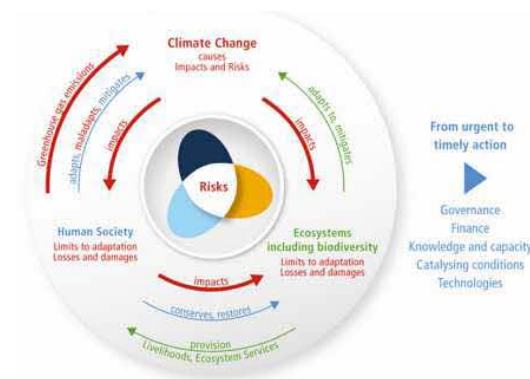 Climate Change
causes
Impacts and Risks
Greenhouse gas emissions
adapts, maladapts, mitigates
impacts
impacts
adapts to, mitigates
Risks
Human Society
Limits to adaptation
Losses and damages
Ecosystems
including biodiversity
Limits to adaptation
Losses and damages
impacts
conserves, restores
provision
Livelihoods, Ecosystem Services
From urgent to
timely action
Governance
Finance
Knowledge and capacity
Catalysing conditions
Technologies